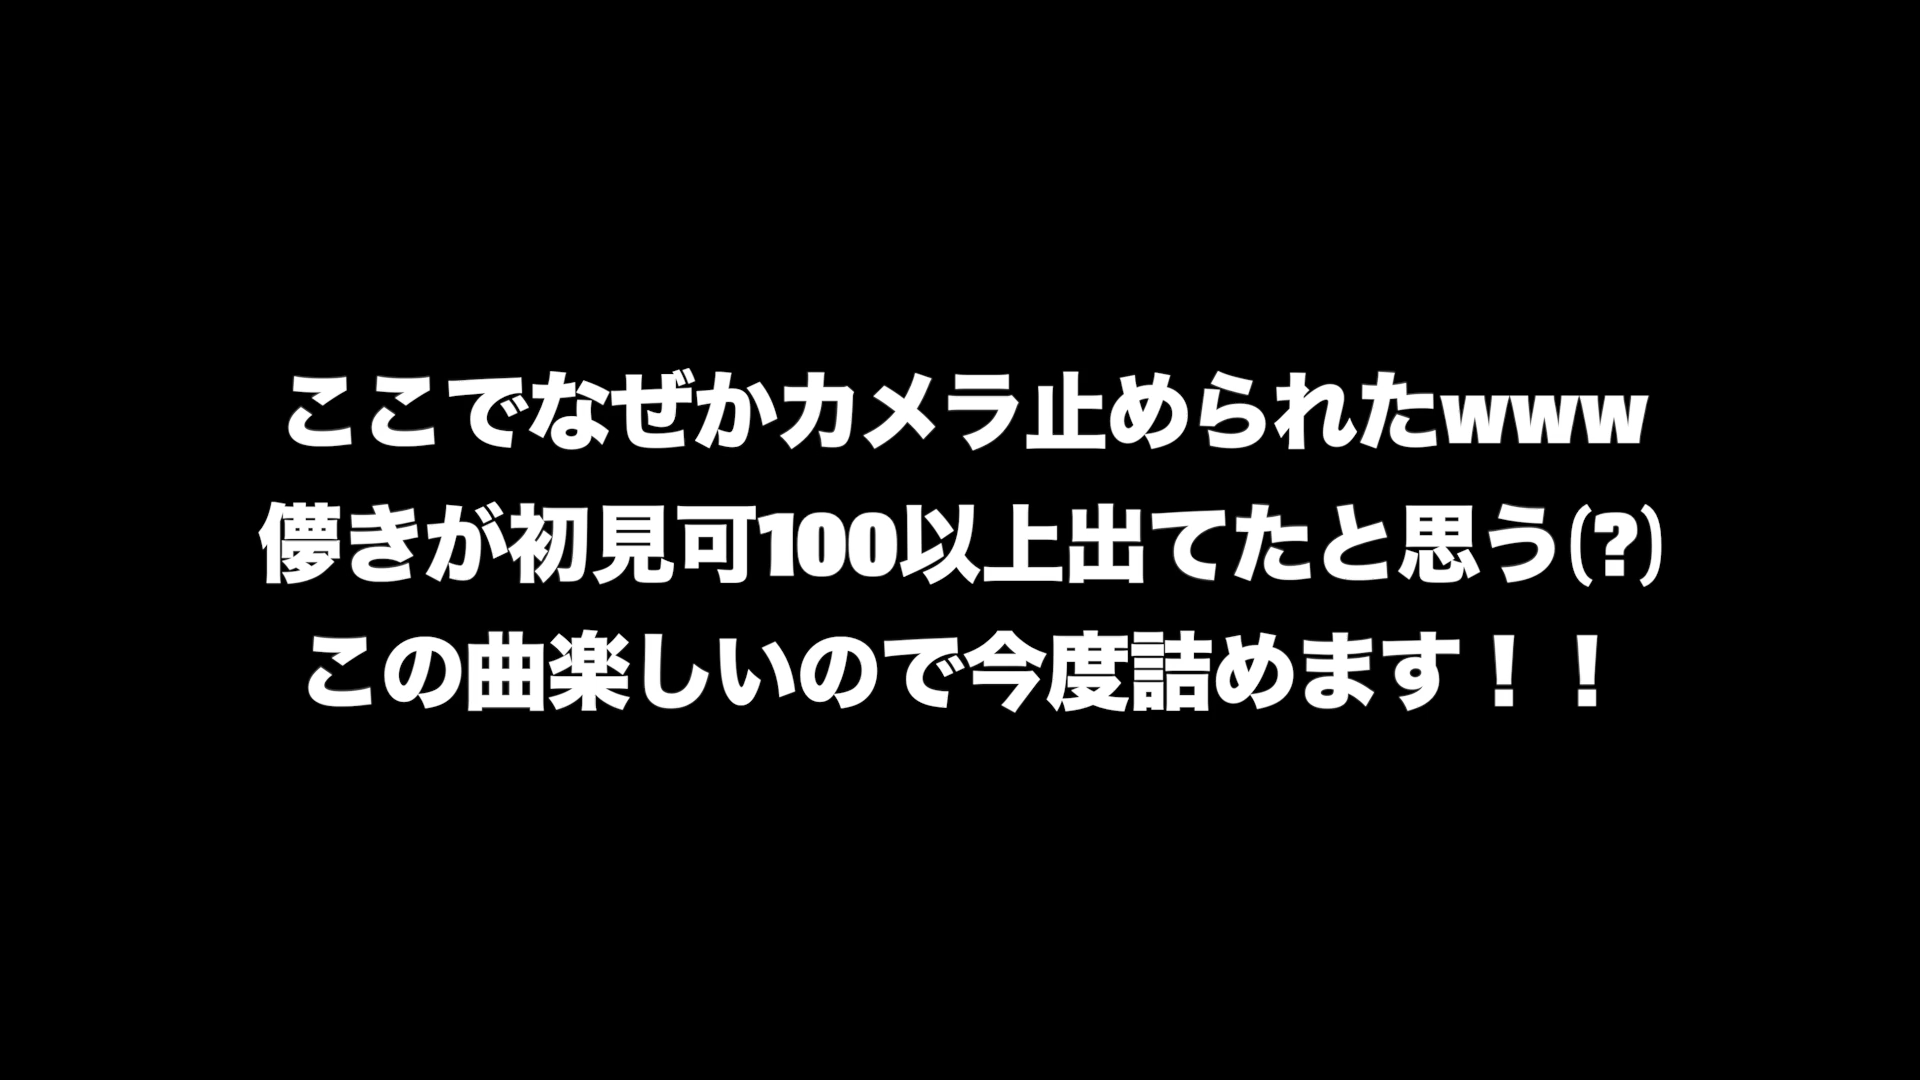 ここでなぜかカメラ止められたwww
儚きが初見可100以上出てたと思う(?)
この曲楽しいので今度詰めます！！